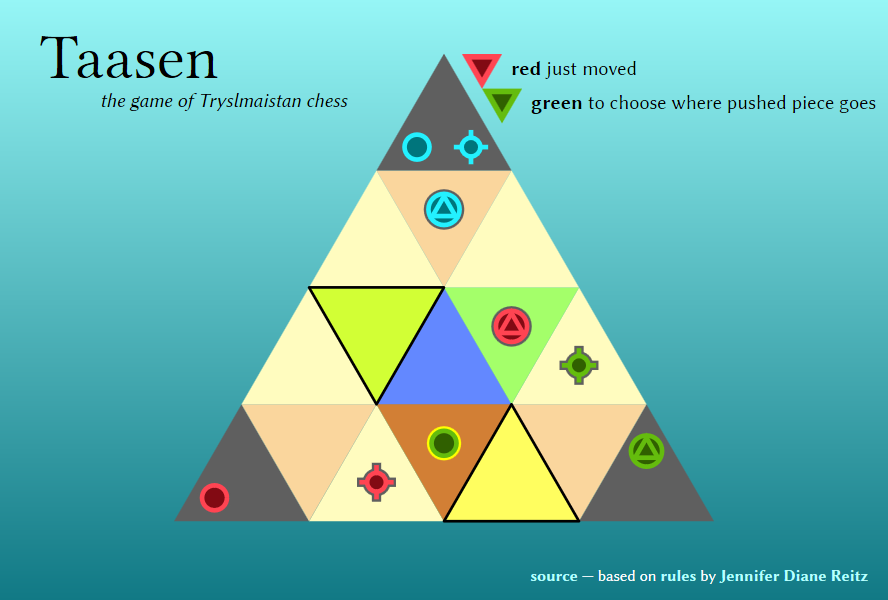 Taasen
the game of Tryslmaistan chess
red just moved
green to choose where pushed piece goes
source — based on rules by Jennifer Diane Reitz